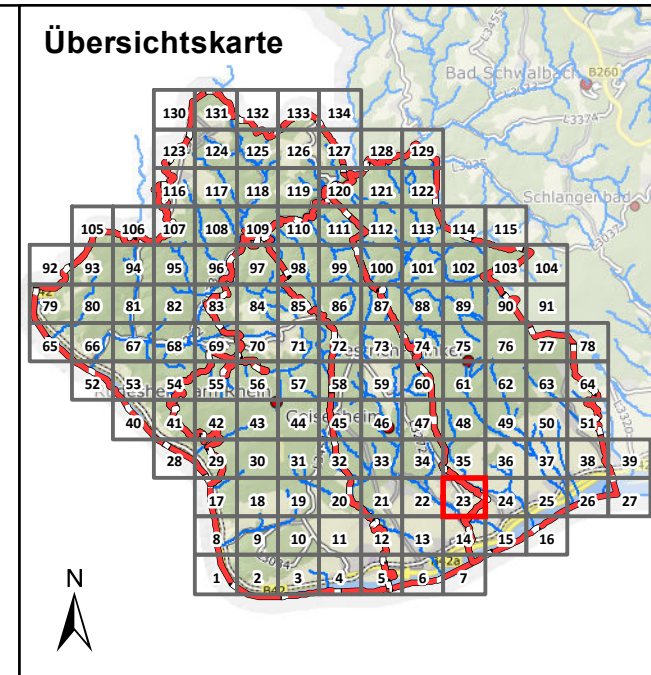 Übersichtskarte
Bad Schwalbach B260
L3455
L3374
130 131 132 133 134
123 124 125 126 127 128 129
L3035
116 117 118 119 120 121 122
Schlangenbad
105 106 107 108 109 110 111 112 113 114 115
L3037
92 93 94 95 96 97 98 99 100 101 102 103 104
79 80 81 82 83 84 85 86 87 88 89 90 91
65 66 67 68 69 70 71 72 73 74 75 76 77 78
52 53 54 55 56 57 58 59 60 61 62 63 64
L3320
40 41 42 43 44 45 46 47 48 49 50 51
Geisenheim
28 29 30 31 32 33 34 35 36 37 38 39
17 18 19 20 21 22 23 24 25 26 27
8 9 10 11 12 13 14 15 16
L3034
B42a
1 2 3 4 5 6 7
B42
N